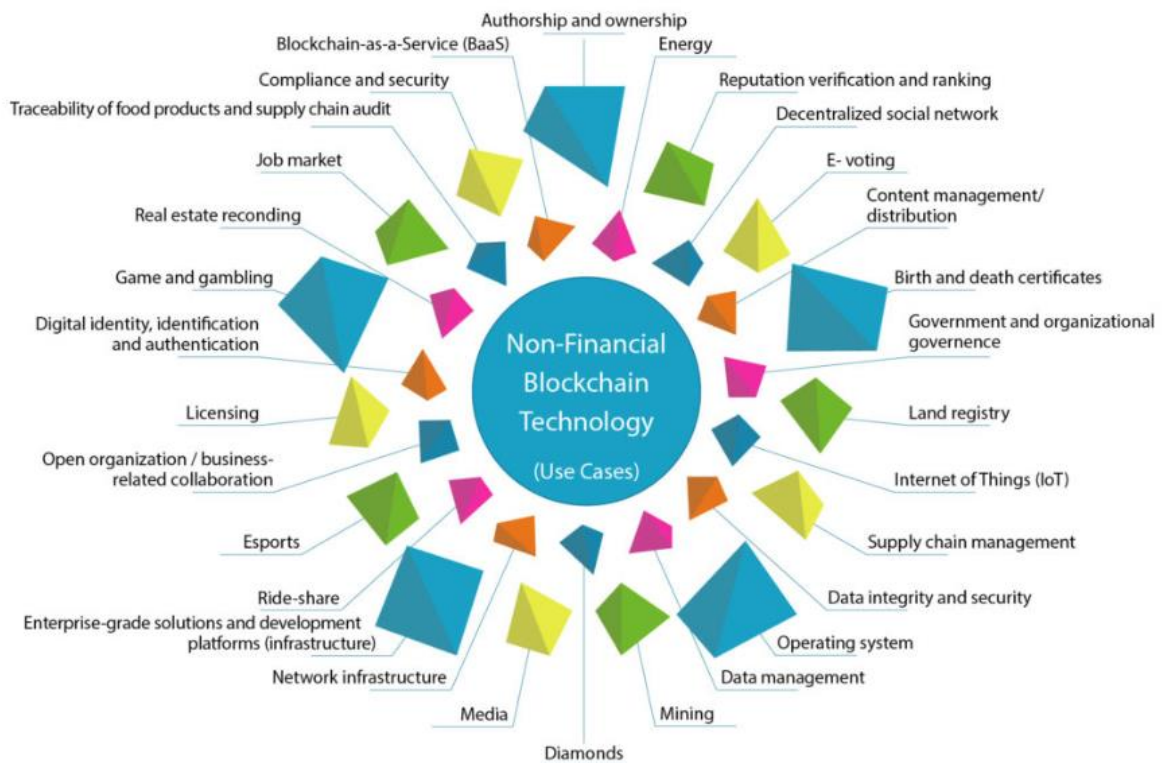 Authorship and ownership
Blockchain-as-a-Service (BaaS)
Energy
Compliance and security
Reputation verification and ranking
Traceability of food products and supply chain audit
Decentralized social network
Job market
E- voting
Content management/
distribution
Real estate reconding
Game and gambling
Birth and death certificates
Digital identity, identification
and authentication
Government and organizational
governence
Non-Financial
Blockchain
Technology
(Use Cases)
Licensing
Land registry
Open organization / business-
related collaboration
Internet of Things (IoT)
Esports
Supply chain management
Ride-share
Data integrity and security
Enterprise-grade solutions and development
platforms (infrastructure)
Operating system
Network infrastructure
Data management
Media
Mining
Diamonds